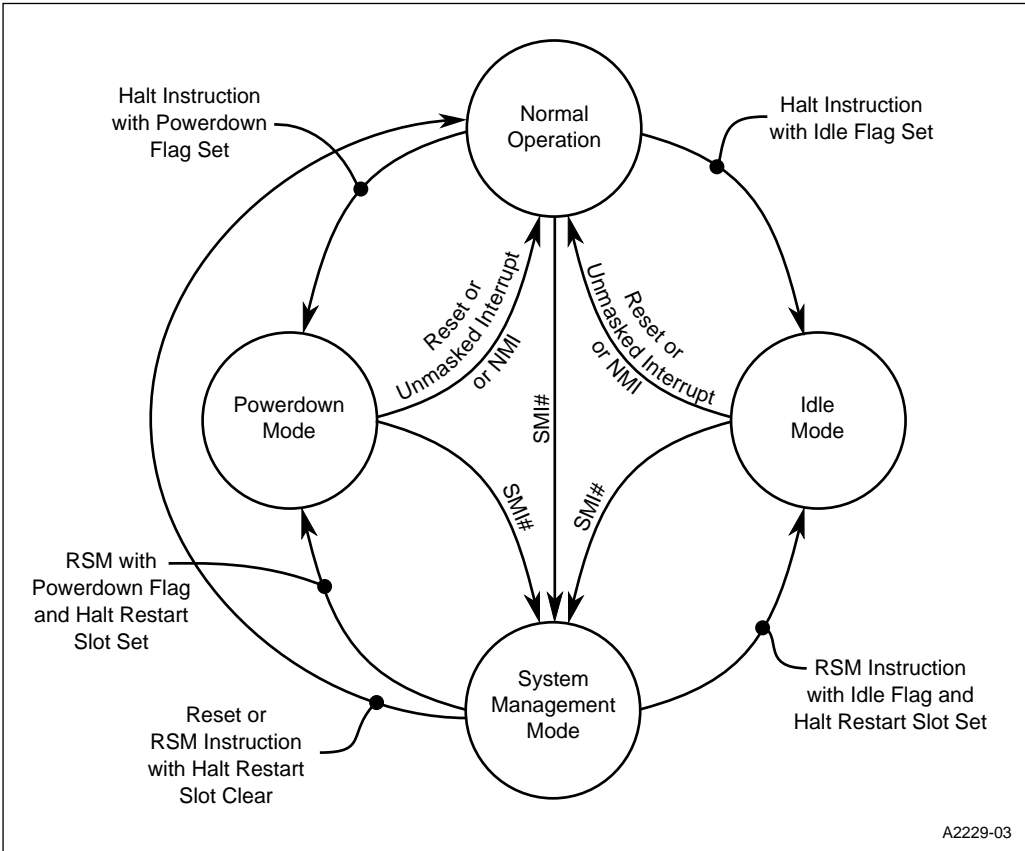 Normal
Operation
Halt Instruction
with Powerdown
Flag Set
Halt Instruction
with Idle Flag Set
Reset or
Unmasked Interrupt
or NMI
SMI#
Reset or
Unmasked Interrupt
or NMI
Powerdown
Mode
Idle
Mode
SMI#
SMI#
RSM with
Powerdown Flag
and Halt Restart
Slot Set
System
Management
Mode
RSM Instruction
with Idle Flag and
Halt Restart Slot Set
Reset or
RSM Instruction
with Halt Restart
Slot Clear
A2229-03